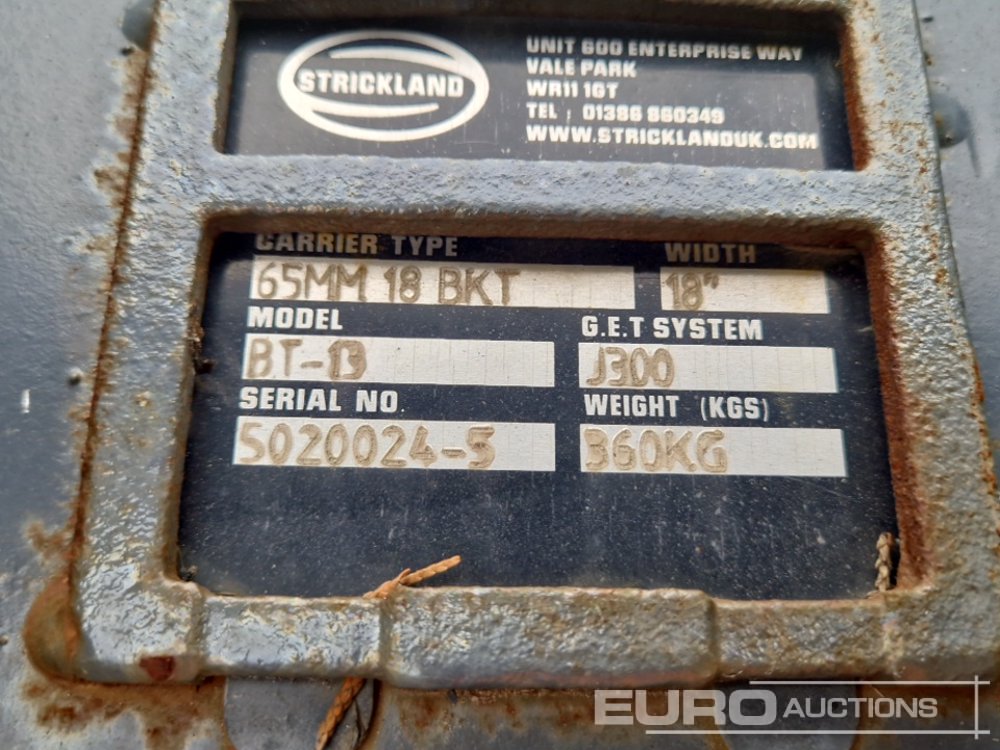 STRICKLAND
UNIT 600 ENTERPRISE WAY
VALE PARK
WR11 1GT
TEL : 01386 860349
WWW.STRICKLANDUK.COM
CARRIER TYPE WIDTH
65MM 18 BKT 18"
MODEL G.E.T SYSTEM
BT-13 J300
SERIAL NO. WEIGHT (KGS)
5020024-5 360KG
EURO AUCTIONS